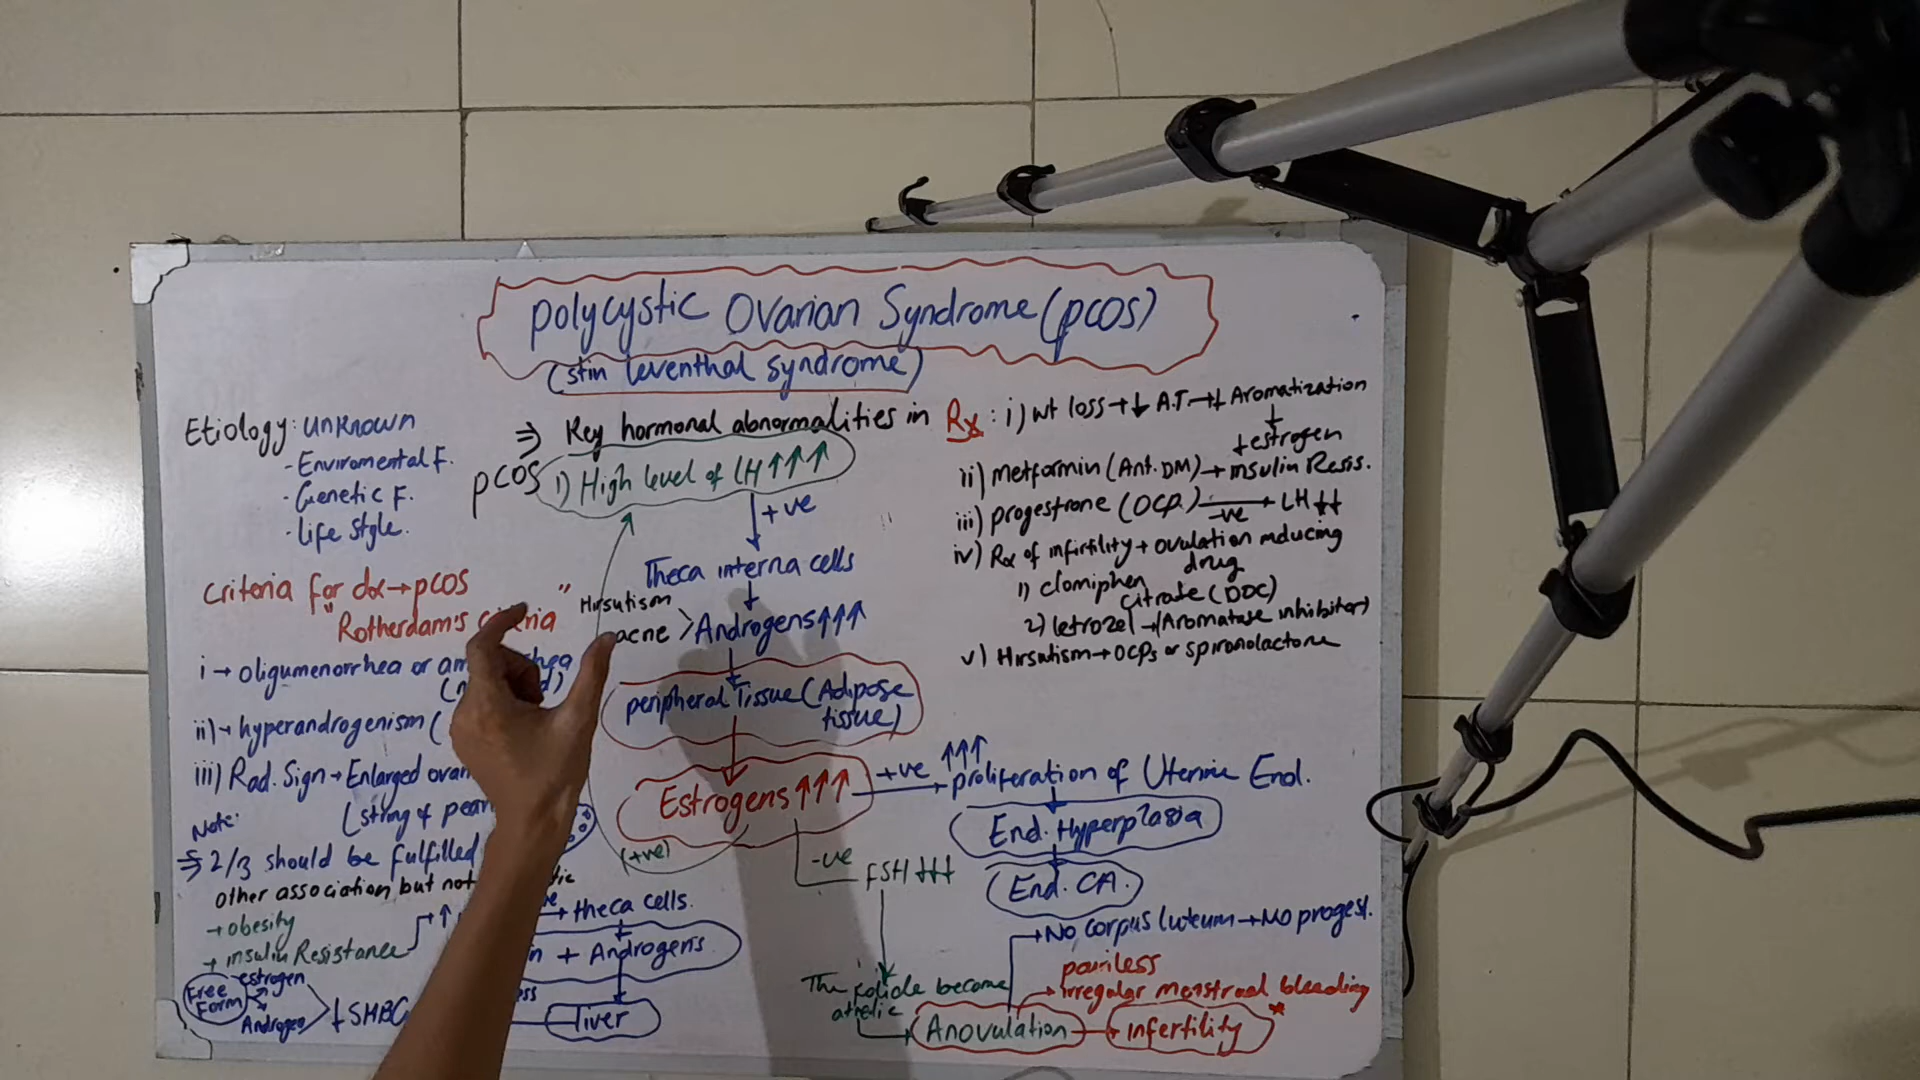 polycystic Ovarian Syndrome (pcos)
(stin leventhal syndrome)
Etiology: unknown
- Enviromental F.
- Genetic F.
- Life style.
Criteria for dx → pcos
"Rotherdam's "
i → oligumenorrhea or
ii) → hyperandrogenism (
iii) Rad. Sign → Enlarged
(string of
Note:
⇒ 2/3 should be fulfilled
other association but not
→ obesity
→ insulin Resistance → ↑
Free Form
estrogen
Androgen
↓ SHBG
→ theca cells.
+ Androgens
Liver
⇒ Key hormonal abnormalities in
pcos
1) High level of LH ↑↑↑
↓ +ve
Theca interna cells
Hirsutism
acne > Androgens ↑↑↑
peripheral Tissue (Adipose
tissue)
Estrogens ↑↑↑
(+ve)
+ve → ↑↑↑ proliferation of Uterine End.
End. Hyperplasia
End. CA.
-ve FSH ↓↓↓
The folicle become
atretic
→ No corpus luteum → No progest.
painless
→ irregular menstraul bleeding
Anovulation → infertility *
Rx: i) wt loss → ↓ A.T. → ↓ Aromatization
↓ estrogen
ii) metformin (Ant. DM) → insulin Resis.
iii) progestrone (OCP.) -ve → LH ↓↓
iv) Rx of infirtility → ovulation inducing
drug
1) clomiphen
citrate (DOC)
2) letrozel → (Aromatase inhibitor)
v) Hirsutism → OCPs or spironolactone